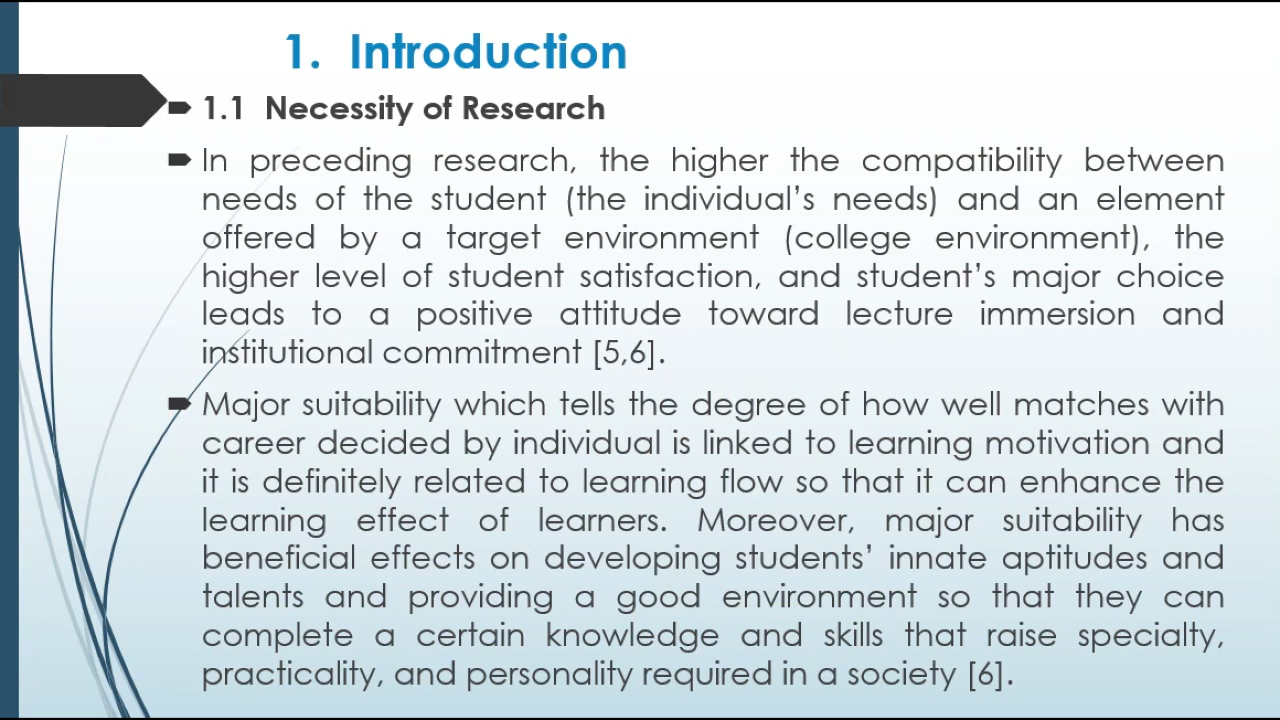 1. Introduction
1.1 Necessity of Research
In preceding research, the higher the compatibility between
needs of the student (the individual’s needs) and an element
offered by a target environment (college environment), the
higher level of student satisfaction, and student’s major choice
leads to a positive attitude toward lecture immersion and
institutional commitment [5,6].
Major suitability which tells the degree of how well matches with
career decided by individual is linked to learning motivation and
it is definitely related to learning flow so that it can enhance the
learning effect of learners. Moreover, major suitability has
beneficial effects on developing students’ innate aptitudes and
talents and providing a good environment so that they can
complete a certain knowledge and skills that raise specialty,
practicality, and personality required in a society [6].